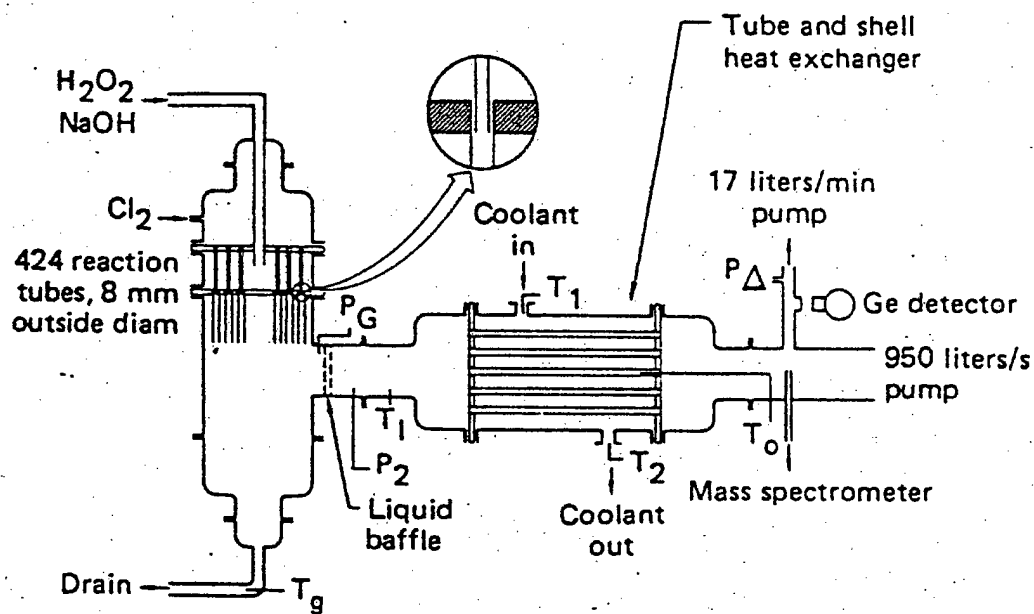 Tube and shell
heat exchanger
H2O2
NaOH
Cl2
424 reaction
tubes, 8 mm
outside diam
Coolant
in
T1
17 liters/min
pump
PΔ
Ge detector
950 liters/s
pump
PG
Tl
P2
Liquid
baffle
T2
Coolant
out
To
Mass spectrometer
Drain
Tg